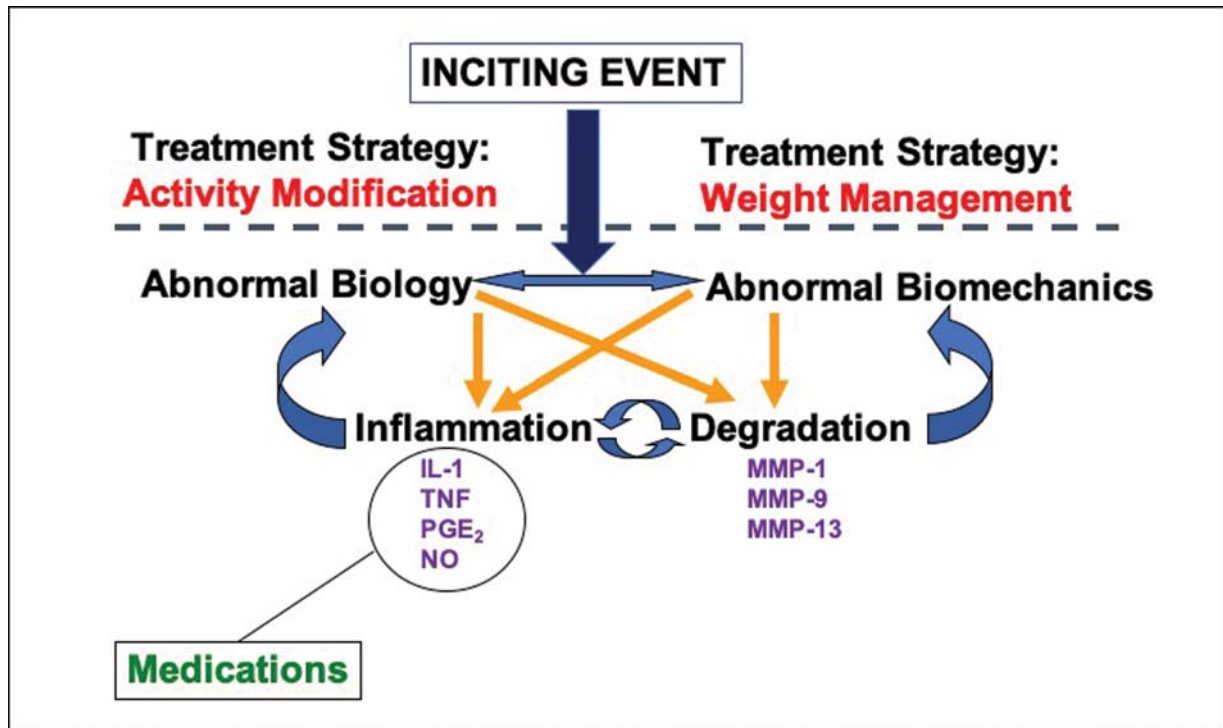 INCITING EVENT
Treatment Strategy:
Activity Modification
Treatment Strategy:
Weight Management
Abnormal Biology
Abnormal Biomechanics
Inflammation
Degradation
IL-1
TNF
PGE₂
NO
MMP-1
MMP-9
MMP-13
Medications